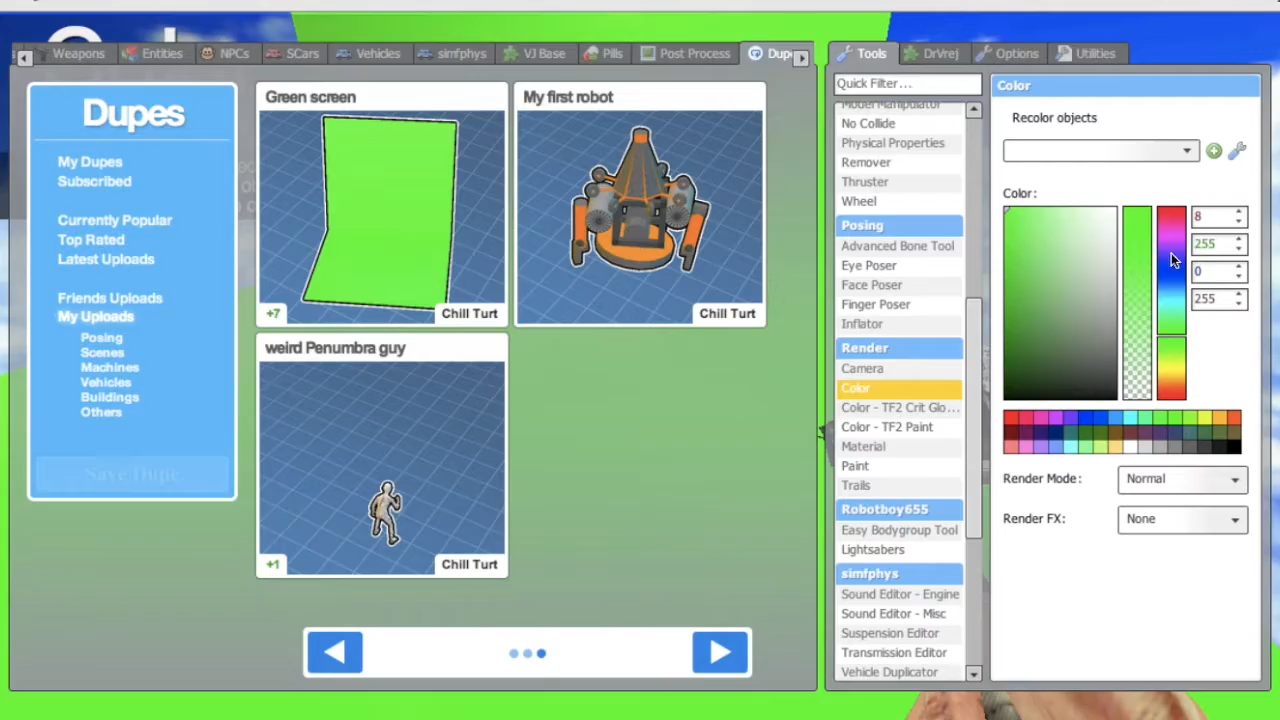 Weapons Entities NPCs SCars Vehicles simfphys VJ Base Pills Post Process Dup
Tools DrVrej Options Utilities
Dupes
My Dupes
Subscribed
Currently Popular
Top Rated
Latest Uploads
Friends Uploads
My Uploads
Posing
Scenes
Machines
Vehicles
Buildings
Others
Save Dupe
Green screen
+7 Chill Turt
My first robot
Chill Turt
weird Penumbra guy
+1 Chill Turt
Quick Filter...
Model Manipulator
No Collide
Physical Properties
Remover
Thruster
Wheel
Posing
Advanced Bone Tool
Eye Poser
Face Poser
Finger Poser
Inflator
Render
Camera
Color
Color - TF2 Crit Glo...
Color - TF2 Paint
Material
Paint
Trails
Robotboy655
Easy Bodygroup Tool
Lightsabers
simfphys
Sound Editor - Engine
Sound Editor - Misc
Suspension Editor
Transmission Editor
Vehicle Duplicator
Color
Recolor objects
Color:
8
255
0
255
Render Mode: Normal
Render FX: None